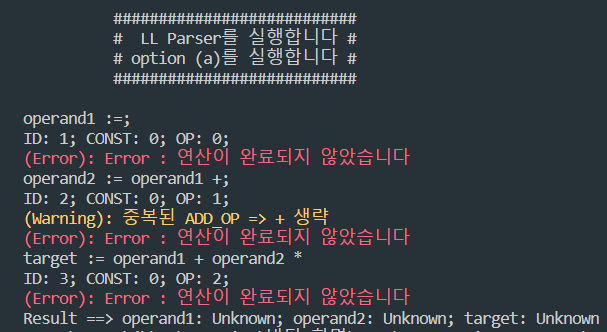 ###########################
#  LL Parser를 실행합니다 #
# option (a)를 실행합니다 #
###########################
operand1 :=;
ID: 1; CONST: 0; OP: 0;
(Error): Error : 연산이 완료되지 않았습니다
operand2 := operand1 +;
ID: 2; CONST: 0; OP: 1;
(Warning): 중복된 ADD_OP => + 생략
(Error): Error : 연산이 완료되지 않았습니다
target := operand1 + operand2 *
ID: 3; CONST: 0; OP: 2;
(Error): Error : 연산이 완료되지 않았습니다
Result ==> operand1: Unknown; operand2: Unknown; target: Unknown